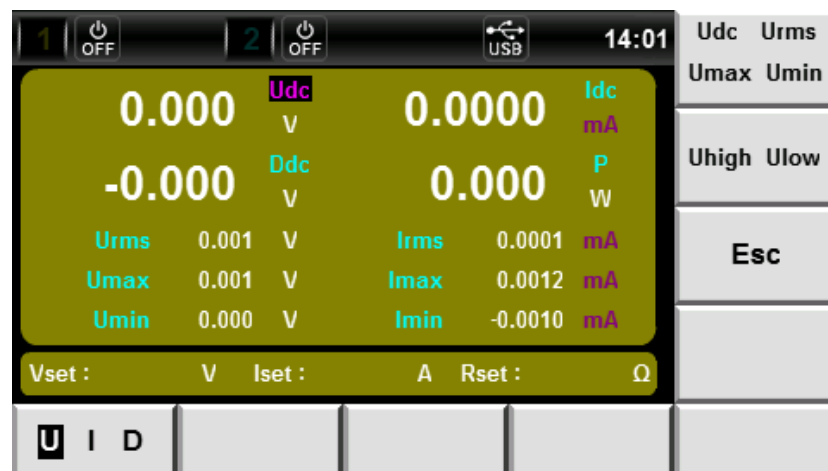 1 OFF 2 OFF USB 14:01
Udc Urms
Umax Umin
0.000 Udc V 0.0000 Idc mA
Uhigh Ulow
-0.000 Ddc V 0.000 P W
Urms 0.001 V Irms 0.0001 mA
Esc
Umax 0.001 V Imax 0.0012 mA
Umin 0.000 V Imin -0.0010 mA
Vset : V Iset : A Rset : Ω
U I D